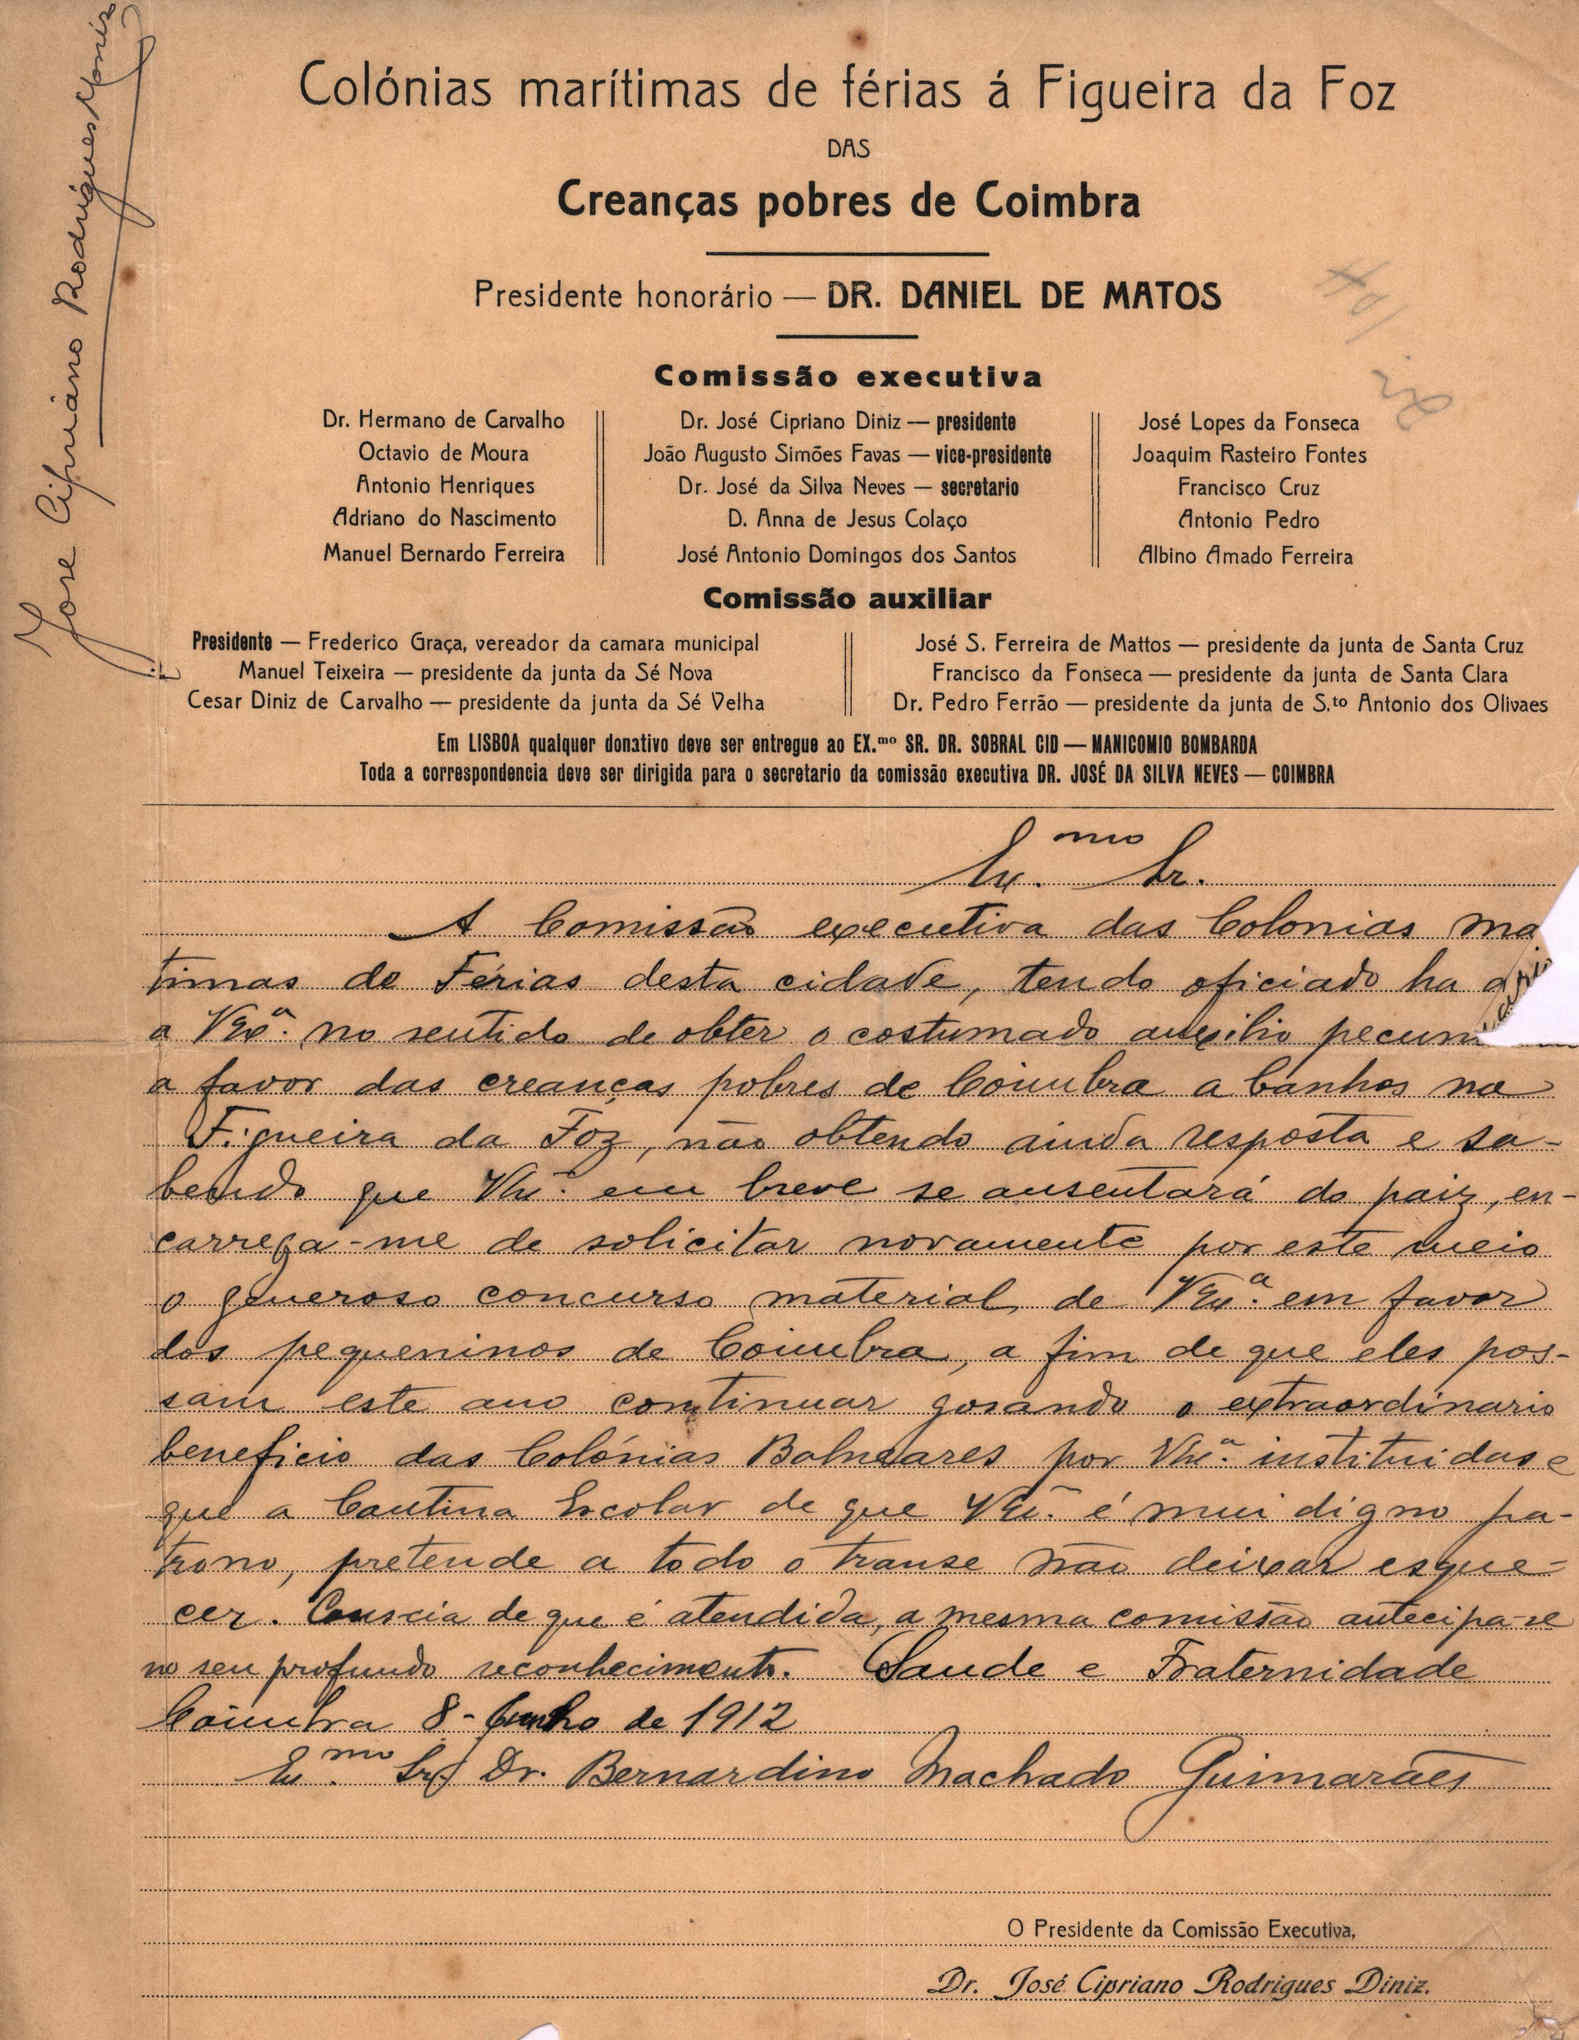 Colónias marítimas de férias á Figueira da Foz
DAS
Creanças pobres de Coimbra
Presidente honorário — DR. DANIEL DE MATOS
Comissão executiva
Dr. Hermano de Carvalho
Octavio de Moura
Antonio Henriques
Adriano do Nascimento
Manuel Bernardo Ferreira
Dr. José Cipriano Diniz — presidente
João Augusto Simões Favas — vice-presidente
Dr. José da Silva Neves — secretario
D. Anna de Jesus Colaço
José Antonio Domingos dos Santos
José Lopes da Fonseca
Joaquim Rasteiro Fontes
Francisco Cruz
Antonio Pedro
Albino Amado Ferreira
Comissão auxiliar
Presidente — Frederico Graça, vereador da camara municipal
Manuel Teixeira — presidente da junta da Sé Nova
Cesar Diniz de Carvalho — presidente da junta da Sé Velha
José S. Ferreira de Mattos — presidente da junta de Santa Cruz
Francisco da Fonseca — presidente da junta de Santa Clara
Dr. Pedro Ferrão — presidente da junta de S.to Antonio dos Olivaes
Em LISBOA qualquer donativo deve ser entregue ao EX.mo SR. DR. SOBRAL CID — MANICOMIO BOMBARDA
Toda a correspondencia deve ser dirigida para o secretario da comissão executiva DR. JOSÉ DA SILVA NEVES — COIMBRA
Ex.mo Sr.
A Comissão executiva das Colonias ma
timas de Férias desta cidade, tendo oficiado ha
a VExª. no sentido de obter o costumado auxilio pecun
a favor das creanças pobres de Coimbra a banhos na
Figueira da Foz, não obtendo ainda resposta e sa-
bendo que VExª. em breve se ausentará do paiz, en-
carrega-me de solicitar novamente por este meio
o generoso concurso material de VExª. em favor
dos pequeninos de Coimbra, a fim de que eles pos-
sam este ano continuar gosando o extraordinario
beneficio das Colónias Balneares por VExª. instituidas e
que a Cantina Escolar de que VExª. é mui digno pa-
trono, pretende a todo o transe não deixar esque-
cer. Conscia de que é atendida, a mesma comissão antecipa-se
no seu profundo reconhecimento. Saude e Fraternidade
Coimbra 8 - Junho de 1912
Ex.mo Sr. Dr. Bernardino Machado Guimarães
O Presidente da Comissão Executiva,
Dr. José Cipriano Rodrigues Diniz.
José Cipriano Rodrigues